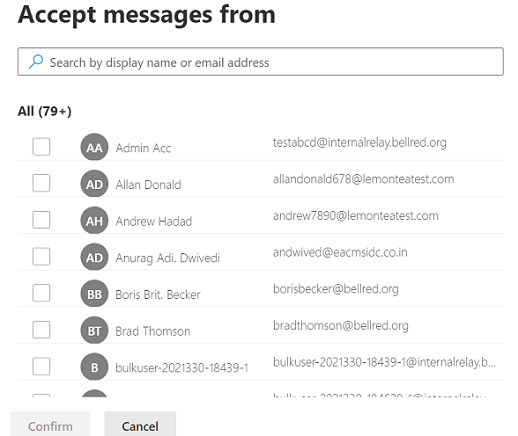 Accept messages from
Search by display name or email address
All (79+)
AA Admin Acc testabcd@internalrelay.bellred.org
AD Allan Donald allandonald678@lemonteatest.com
AH Andrew Hadad andrew7890@lemonteatest.com
AD Anurag Adi. Dwivedi andwived@eacmsidc.co.in
BB Boris Brit. Becker borisbecker@bellred.org
BT Brad Thomson bradthomson@bellred.org
B bulkuser-2021330-18439-1 bulkuser-2021330-18439-1@internalrelay.b...
Confirm Cancel